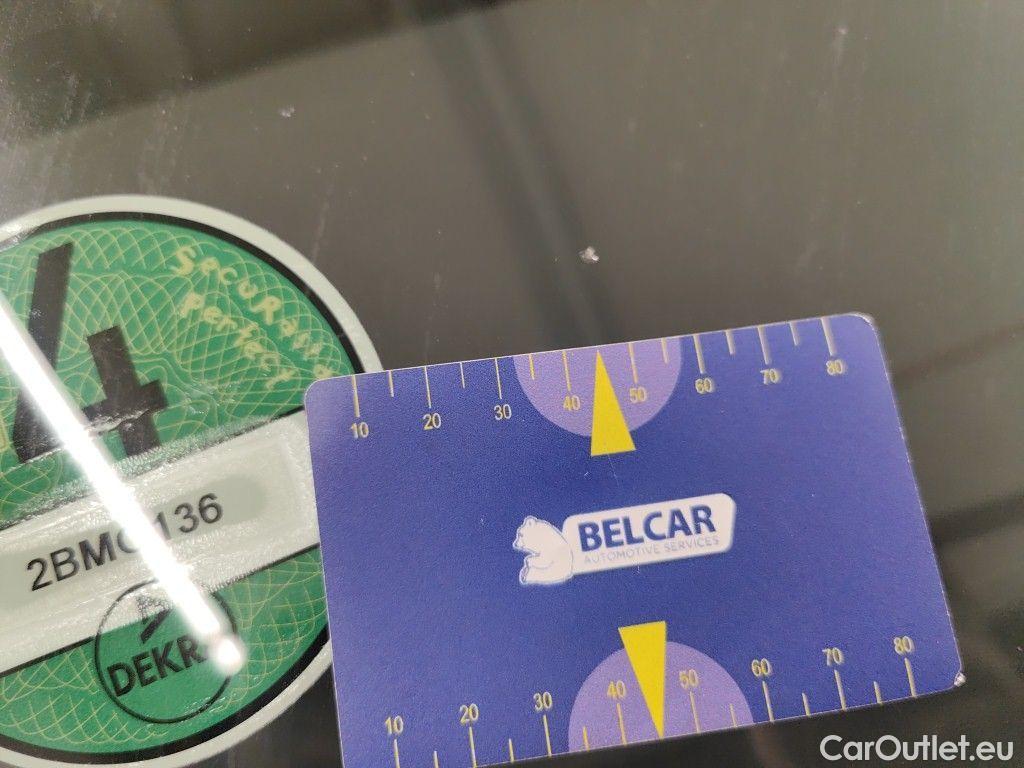 4
SecuRasta
Perfect
2BMC136
DEKRA
10 20 30 40 50 60 70 80
BELCAR
AUTOMOTIVE SERVICES
10 20 30 40 50 60 70 80
CarOutlet.eu